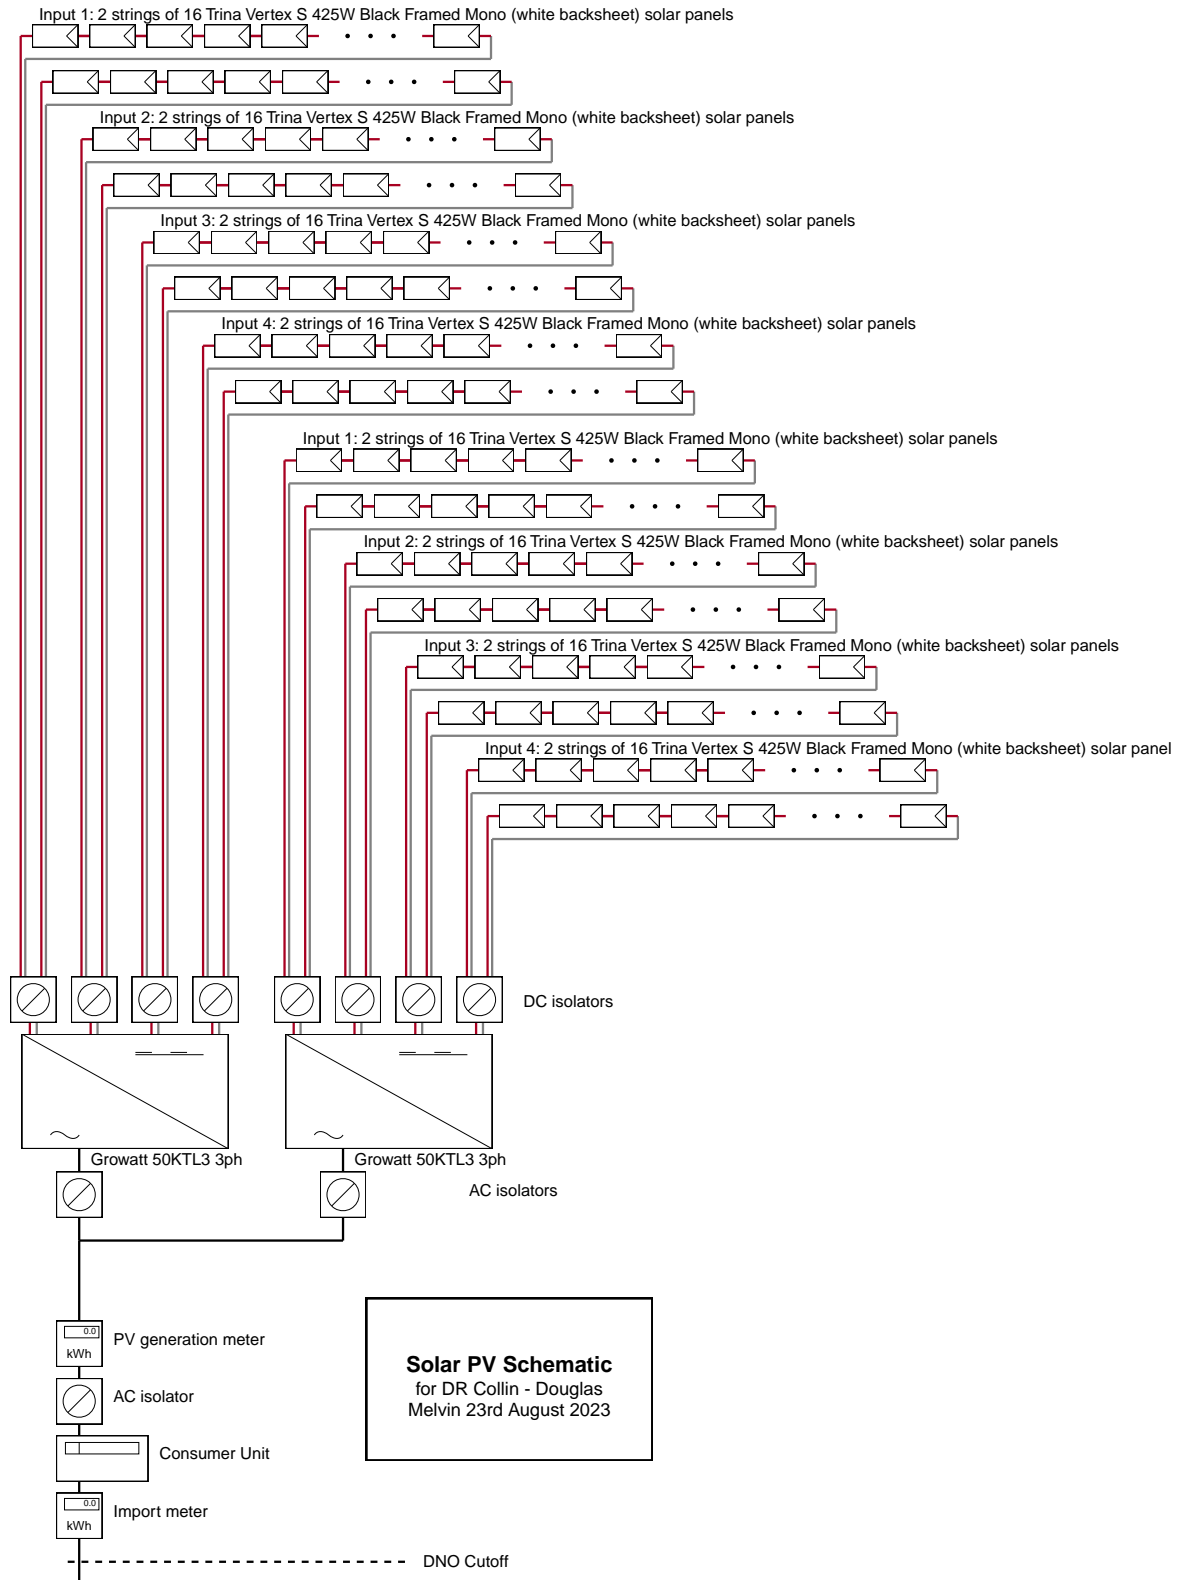 Input 1: 2 strings of 16 Trina Vertex S 425W Black Framed Mono (white backsheet) solar panels
Input 2: 2 strings of 16 Trina Vertex S 425W Black Framed Mono (white backsheet) solar panels
Input 3: 2 strings of 16 Trina Vertex S 425W Black Framed Mono (white backsheet) solar panels
Input 4: 2 strings of 16 Trina Vertex S 425W Black Framed Mono (white backsheet) solar panels
Input 1: 2 strings of 16 Trina Vertex S 425W Black Framed Mono (white backsheet) solar panels
Input 2: 2 strings of 16 Trina Vertex S 425W Black Framed Mono (white backsheet) solar panels
Input 3: 2 strings of 16 Trina Vertex S 425W Black Framed Mono (white backsheet) solar panels
Input 4: 2 strings of 16 Trina Vertex S 425W Black Framed Mono (white backsheet) solar panel
DC isolators
Growatt 50KTL3 3ph
Growatt 50KTL3 3ph
AC isolators
0.0
kWh
PV generation meter
AC isolator
Consumer Unit
0.0
kWh
Import meter
DNO Cutoff
Solar PV Schematic
for DR Collin - Douglas
Melvin 23rd August 2023